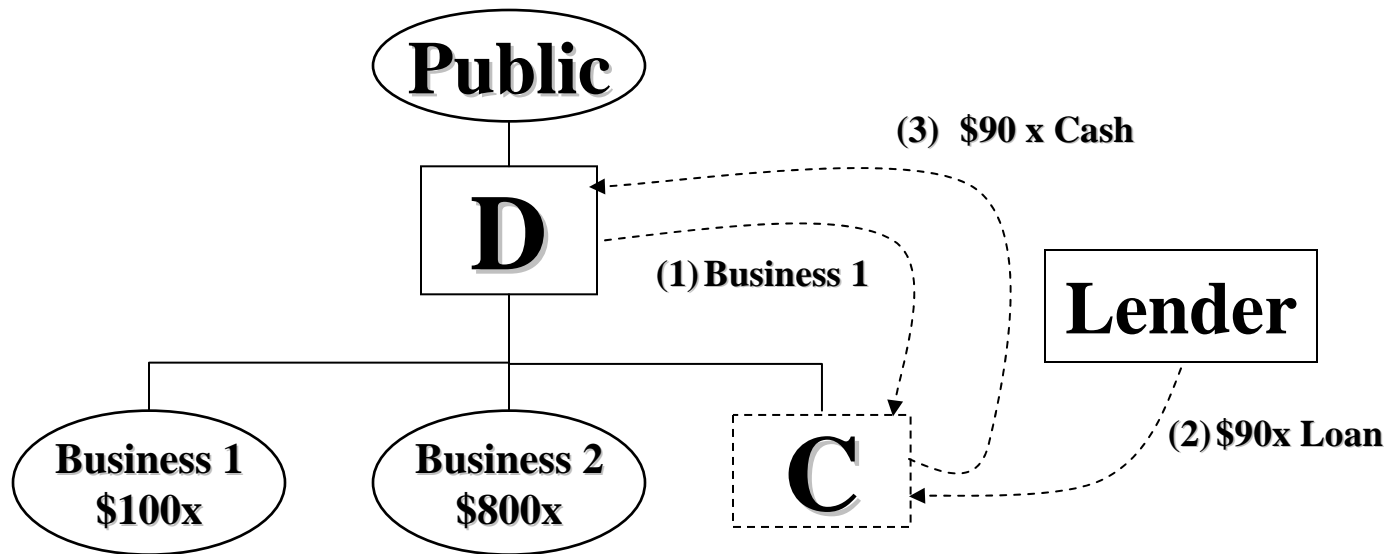 Public
(3) $90 x Cash
D
(1) Business 1
Lender
Business 1
$100x
Business 2
$800x
C
(2) $90x Loan